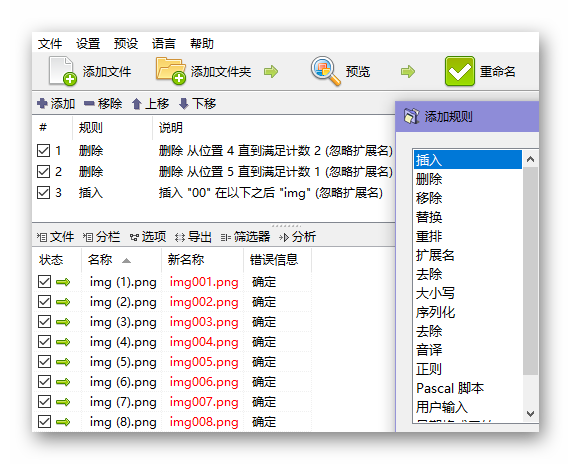 文件 设置 预设 语言 帮助
添加文件 添加文件夹 预览 重命名
添加 移除 上移 下移
# 规则 说明
1 删除 删除 从位置 4 直到满足计数 2 (忽略扩展名)
2 删除 删除 从位置 5 直到满足计数 1 (忽略扩展名)
3 插入 插入 "00" 在以下之后 "img" (忽略扩展名)
文件 分栏 选项 导出 筛选器 分析
状态 名称 新名称 错误信息
img (1).png img001.png 确定
img (2).png img002.png 确定
img (3).png img003.png 确定
img (4).png img004.png 确定
img (5).png img005.png 确定
img (6).png img006.png 确定
img (7).png img007.png 确定
img (8).png img008.png 确定
添加规则
插入
删除
移除
替换
重排
扩展名
去除
大小写
序列化
去除
音译
正则
Pascal 脚本
用户输入